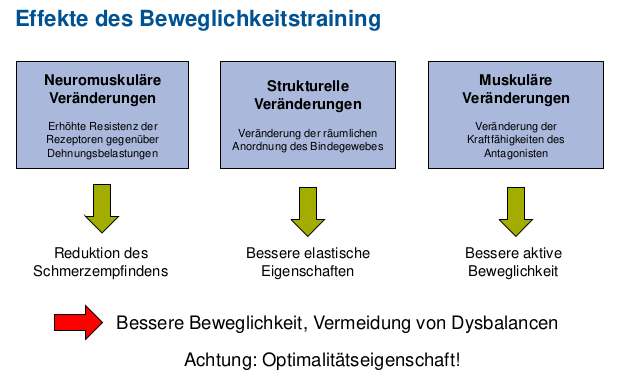 Effekte des Beweglichkeitstraining
Neuromuskuläre
Veränderungen
Erhöhte Resistenz der
Rezeptoren gegenüber
Dehnungsbelastungen
Strukturelle
Veränderungen
Veränderung der räumlichen
Anordnung des Bindegewebes
Muskuläre
Veränderungen
Veränderung der
Kraftfähigkeiten des
Antagonisten
Reduktion des
Schmerzempfindens
Bessere elastische
Eigenschaften
Bessere aktive
Beweglichkeit
Bessere Beweglichkeit, Vermeidung von Dysbalancen
Achtung: Optimalitätseigenschaft!